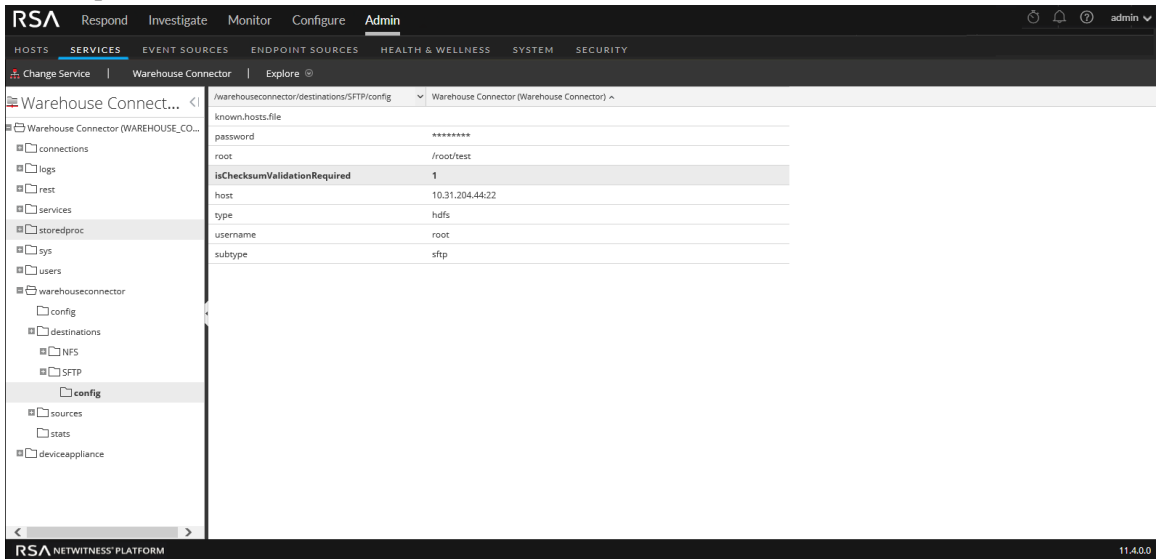 RSA Respond Investigate Monitor Configure Admin admin
HOSTS SERVICES EVENT SOURCES ENDPOINT SOURCES HEALTH & WELLNESS SYSTEM SECURITY
Change Service | Warehouse Connector | Explore
Warehouse Connect...
Warehouse Connector (WAREHOUSE_CO...
connections
logs
rest
services
storedproc
sys
users
warehouseconnector
config
destinations
NFS
SFTP
config
sources
stats
deviceappliance
/warehouseconnector/destinations/SFTP/config Warehouse Connector (Warehouse Connector)
known.hosts.file
password ********
root /root/test
isChecksumValidationRequired 1
host 10.31.204.44:22
type hdfs
username root
subtype sftp
RSA NETWITNESS® PLATFORM 11.4.0.0